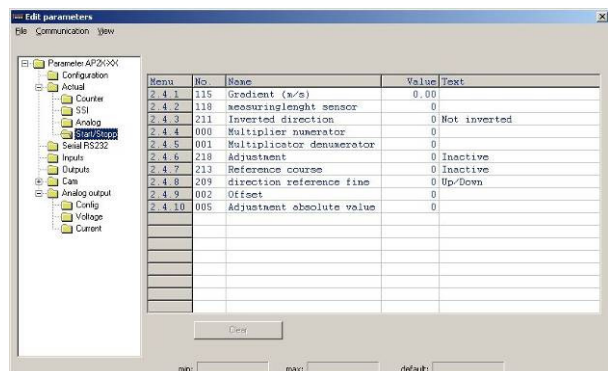 Edit parameters
File Communication View
Parameter AP2XXX
Configuration
Actual
Counter
SSI
Analog
Start/Stopp
Serial RS232
Inputs
Outputs
Cam
Analog output
Config
Voltage
Current
Menu No. Name Value Text
2.4.1 115 Gradient (m/s) 0.00
2.4.2 118 measuringlenght sensor 0
2.4.3 211 Inverted direction 0 Not inverted
2.4.4 000 Multiplier numerator 0
2.4.5 001 Multiplicator denumerator 0
2.4.6 218 Adjustment 0 Inactive
2.4.7 213 Reference course 0 Inactive
2.4.8 209 direction reference fine 0 Up/Down
2.4.9 002 Offset 0
2.4.10 005 Adjustment absolute value 0
Clear
min: max: default: